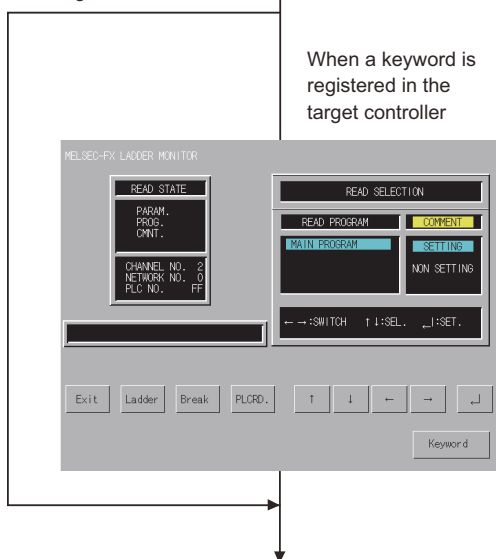 When a keyword is
registered in the
target controller
MELSEC-FX LADDER MONITOR
READ STATE
PARAM.
PROG.
CMNT.
CHANNEL NO. 2
NETWORK NO. 0
PLC NO. FF
READ SELECTION
READ PROGRAM
COMMENT
MAIN PROGRAM
SETTING
NON SETTING
←→:SWITCH ↑↓:SEL. ↵:SET.
Exit
Ladder
Break
PLCRD.
↑
↓
←
→
↵
Keyword